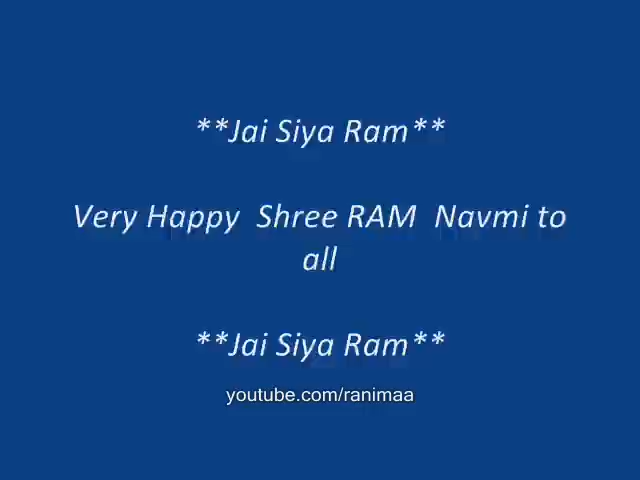 **Jai Siya Ram**
Very Happy  Shree RAM  Navmi to
all
**Jai Siya Ram**
youtube.com/ranimaa